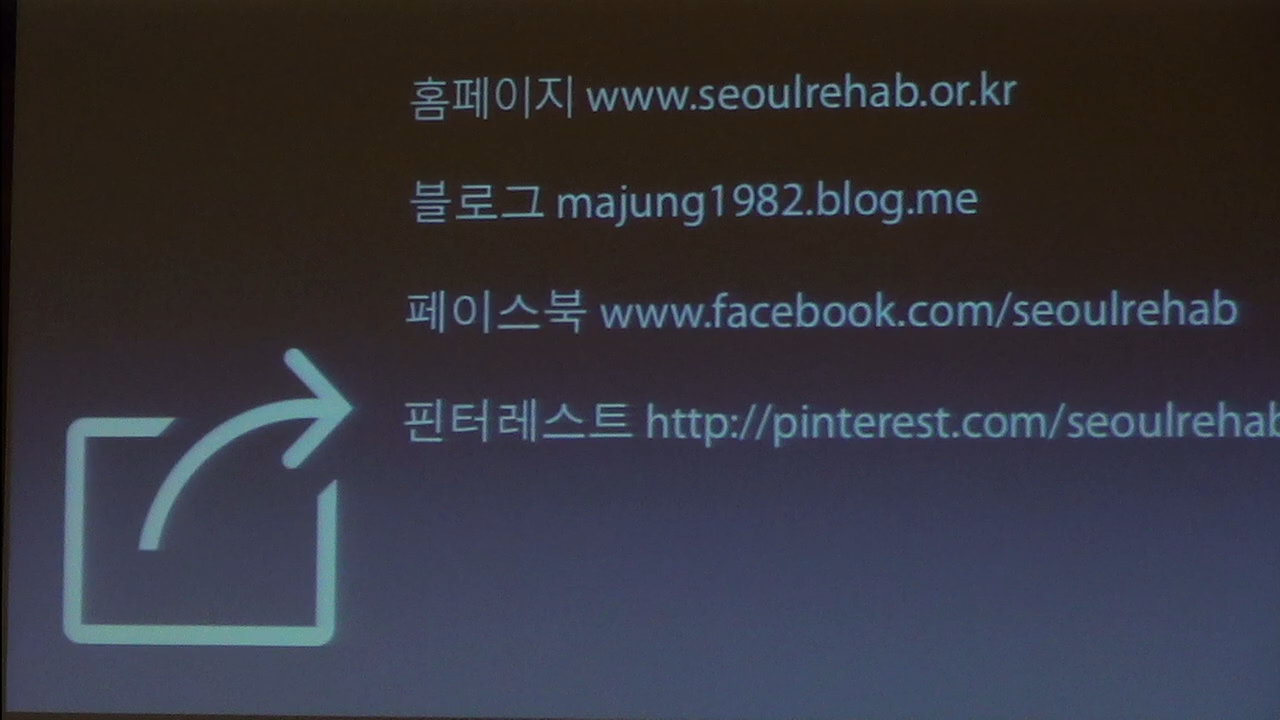 홈페이지 www.seoulrehab.or.kr
블로그 majung1982.blog.me
페이스북 www.facebook.com/seoulrehab
핀터레스트 http://pinterest.com/seoulrehab